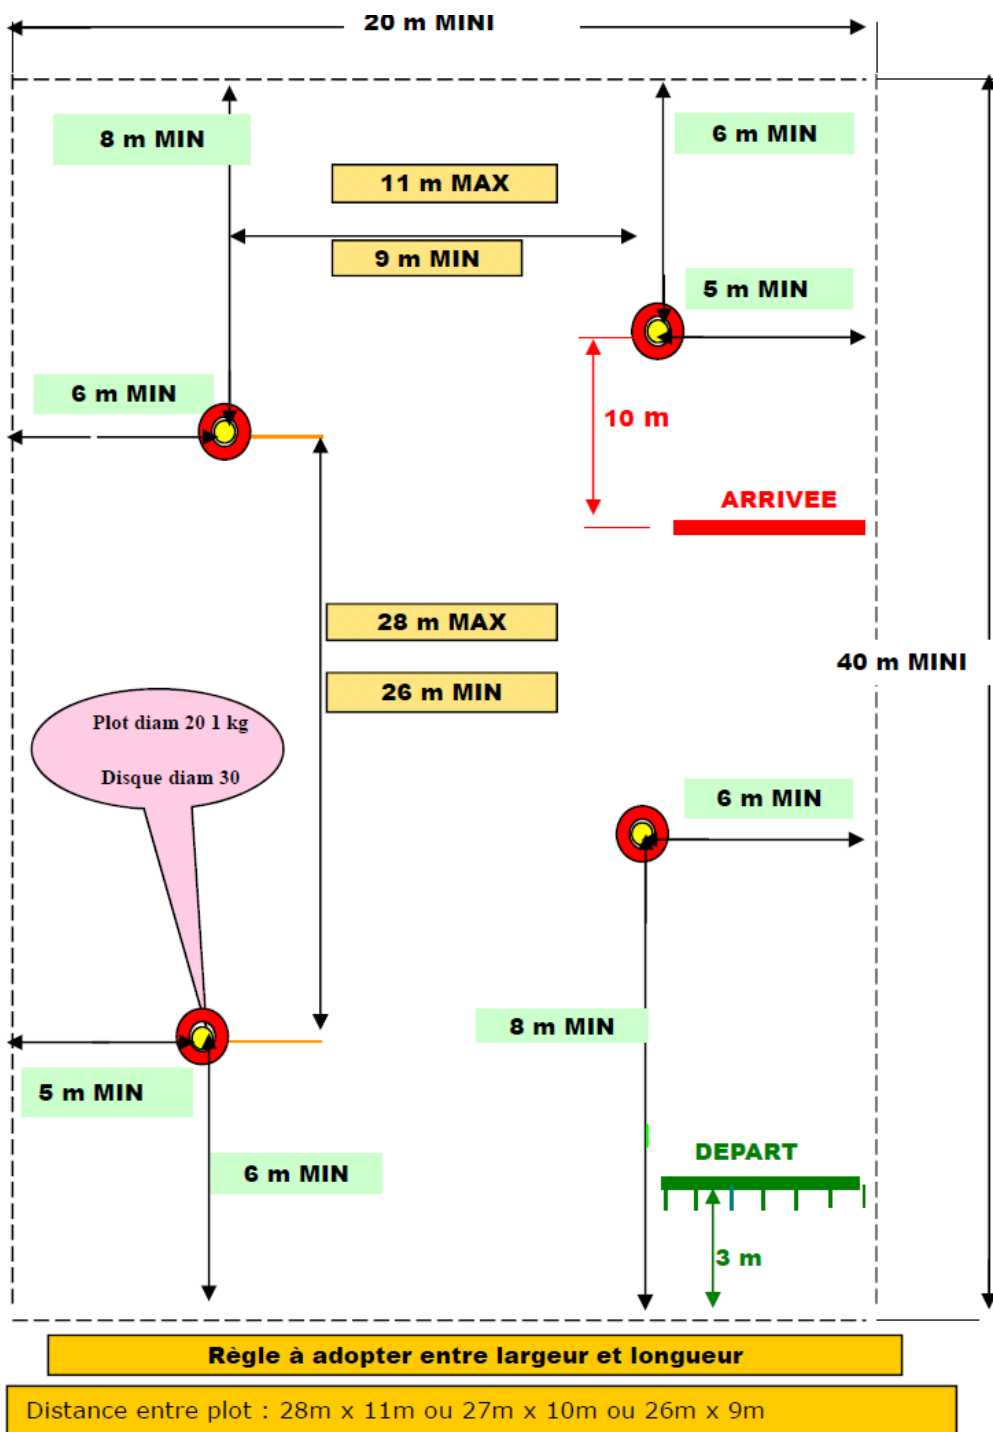 20 m MINI
8 m MIN
6 m MIN
11 m MAX
9 m MIN
5 m MIN
6 m MIN
10 m
ARRIVEE
28 m MAX
40 m MINI
26 m MIN
Plot diam 20 1 kg
Disque diam 30
6 m MIN
8 m MIN
5 m MIN
DEPART
6 m MIN
3 m
Règle à adopter entre largeur et longueur
Distance entre plot : 28m x 11m ou 27m x 10m ou 26m x 9m